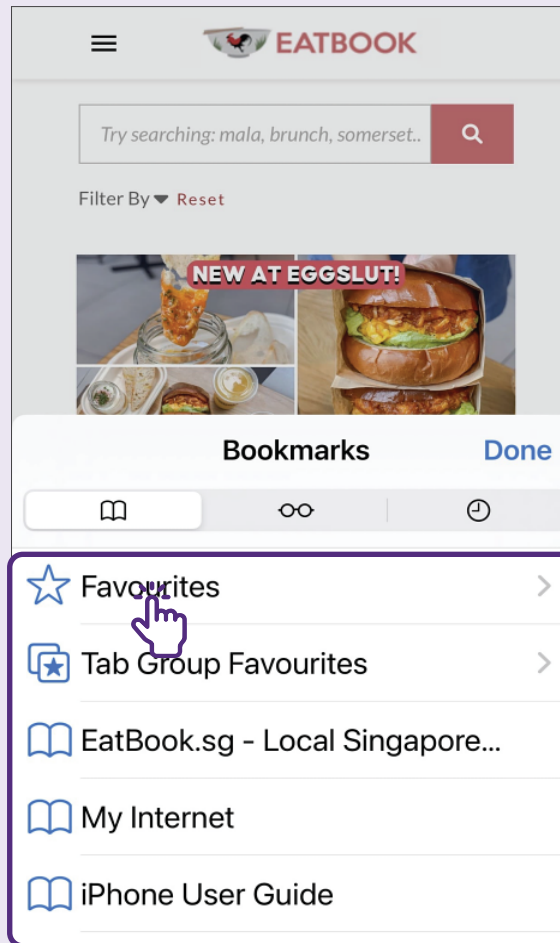 EATBOOK
Try searching: mala, brunch, somerset..
Filter By Reset
NEW AT EGGSLUT!
Bookmarks Done
Favourites
Tab Group Favourites
EatBook.sg - Local Singapore...
My Internet
iPhone User Guide